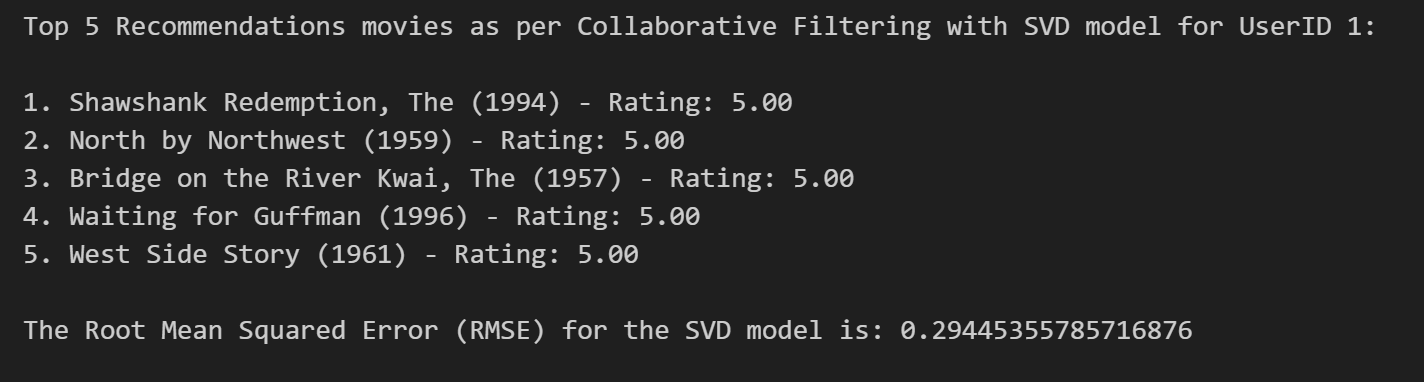 Top 5 Recommendations movies as per Collaborative Filtering with SVD model for UserID 1:
1. Shawshank Redemption, The (1994) - Rating: 5.00
2. North by Northwest (1959) - Rating: 5.00
3. Bridge on the River Kwai, The (1957) - Rating: 5.00
4. Waiting for Guffman (1996) - Rating: 5.00
5. West Side Story (1961) - Rating: 5.00
The Root Mean Squared Error (RMSE) for the SVD model is: 0.29445355785716876